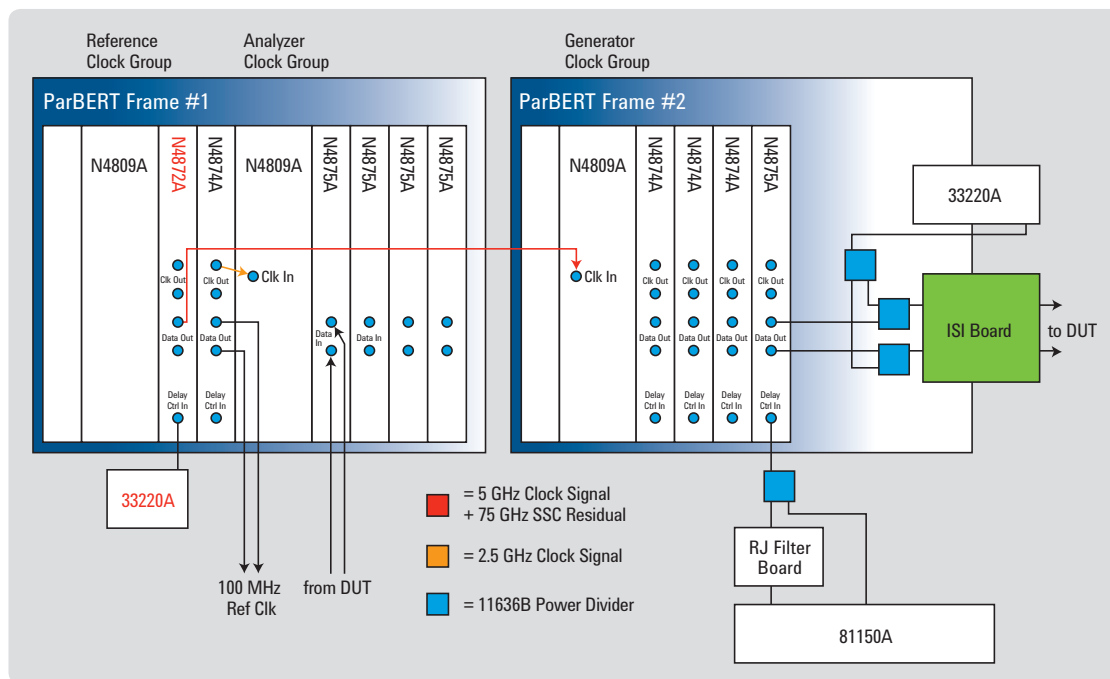 Reference
Clock Group
Analyzer
Clock Group
Generator
Clock Group
ParBERT Frame #1
N4809A
N4872A
N4874A
N4809A
N4875A
N4875A
N4875A
N4875A
Clk Out
Clk Out
Clk In
Data Out
Data Out
Data
In
Data In
Delay
Ctrl In
Delay
Ctrl In
33220A
100 MHz
Ref Clk
from DUT
ParBERT Frame #2
N4809A
N4874A
N4874A
N4874A
N4875A
Clk In
Clk Out
Clk Out
Clk Out
Clk Out
Data Out
Data Out
Data Out
Data Out
Delay
Ctrl In
Delay
Ctrl In
Delay
Ctrl In
Delay
Ctrl In
33220A
ISI Board
to DUT
= 5 GHz Clock Signal
+ 75 GHz SSC Residual
= 2.5 GHz Clock Signal
= 11636B Power Divider
RJ Filter
Board
81150A